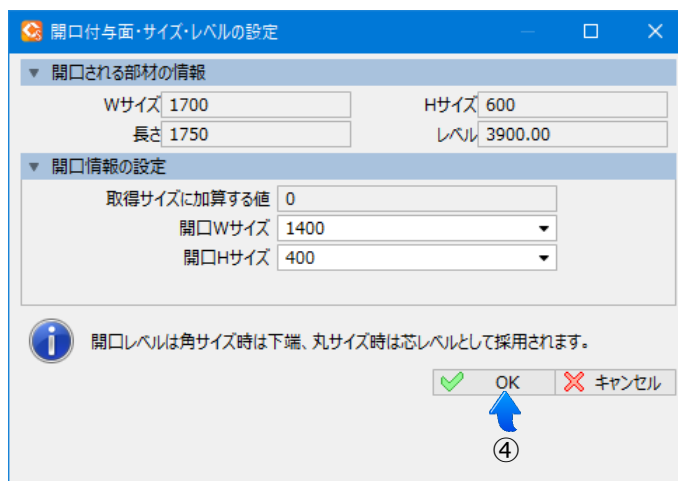 開口付与面・サイズ・レベルの設定
開口される部材の情報
Wサイズ 1700 Hサイズ 600
長さ 1750 レベル 3900.00
開口情報の設定
取得サイズに加算する値 0
開口Wサイズ 1400
開口Hサイズ 400
開口レベルは角サイズ時は下端、丸サイズ時は芯レベルとして採用されます。
OK キャンセル
④